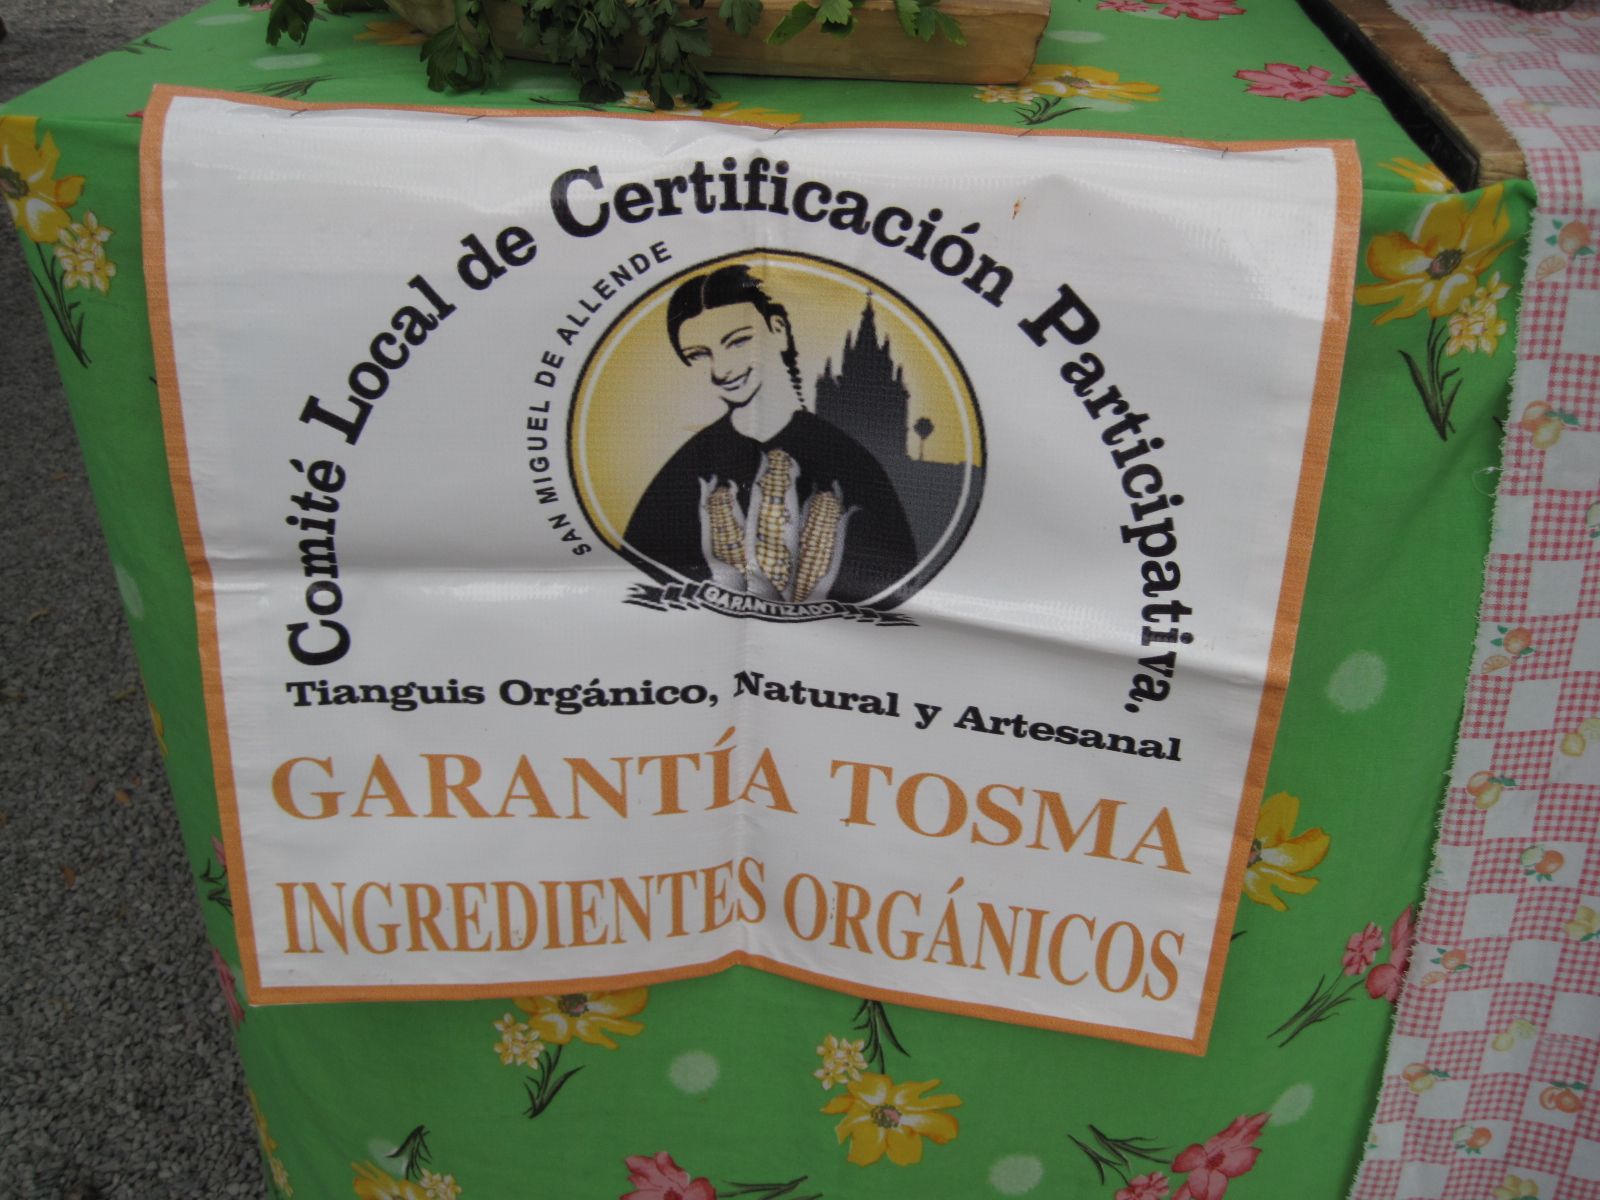 Comité Local de Certificación Participativa.
SAN MIGUEL DE ALLENDE
GARANTIZADO
Tianguis Orgánico, Natural y Artesanal
GARANTÍA TOSMA
INGREDIENTES ORGÁNICOS